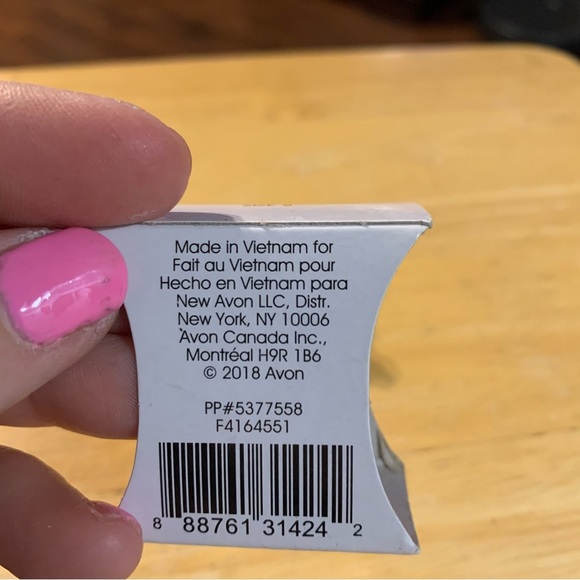 Made in Vietnam for
Fait au Vietnam pour
Hecho en Vietnam para
New Avon LLC, Distr.
New York, NY 10006
Avon Canada Inc.,
Montréal H9R 1B6
© 2018 Avon
PP#5377558
F4164551
8 88761 31424 2